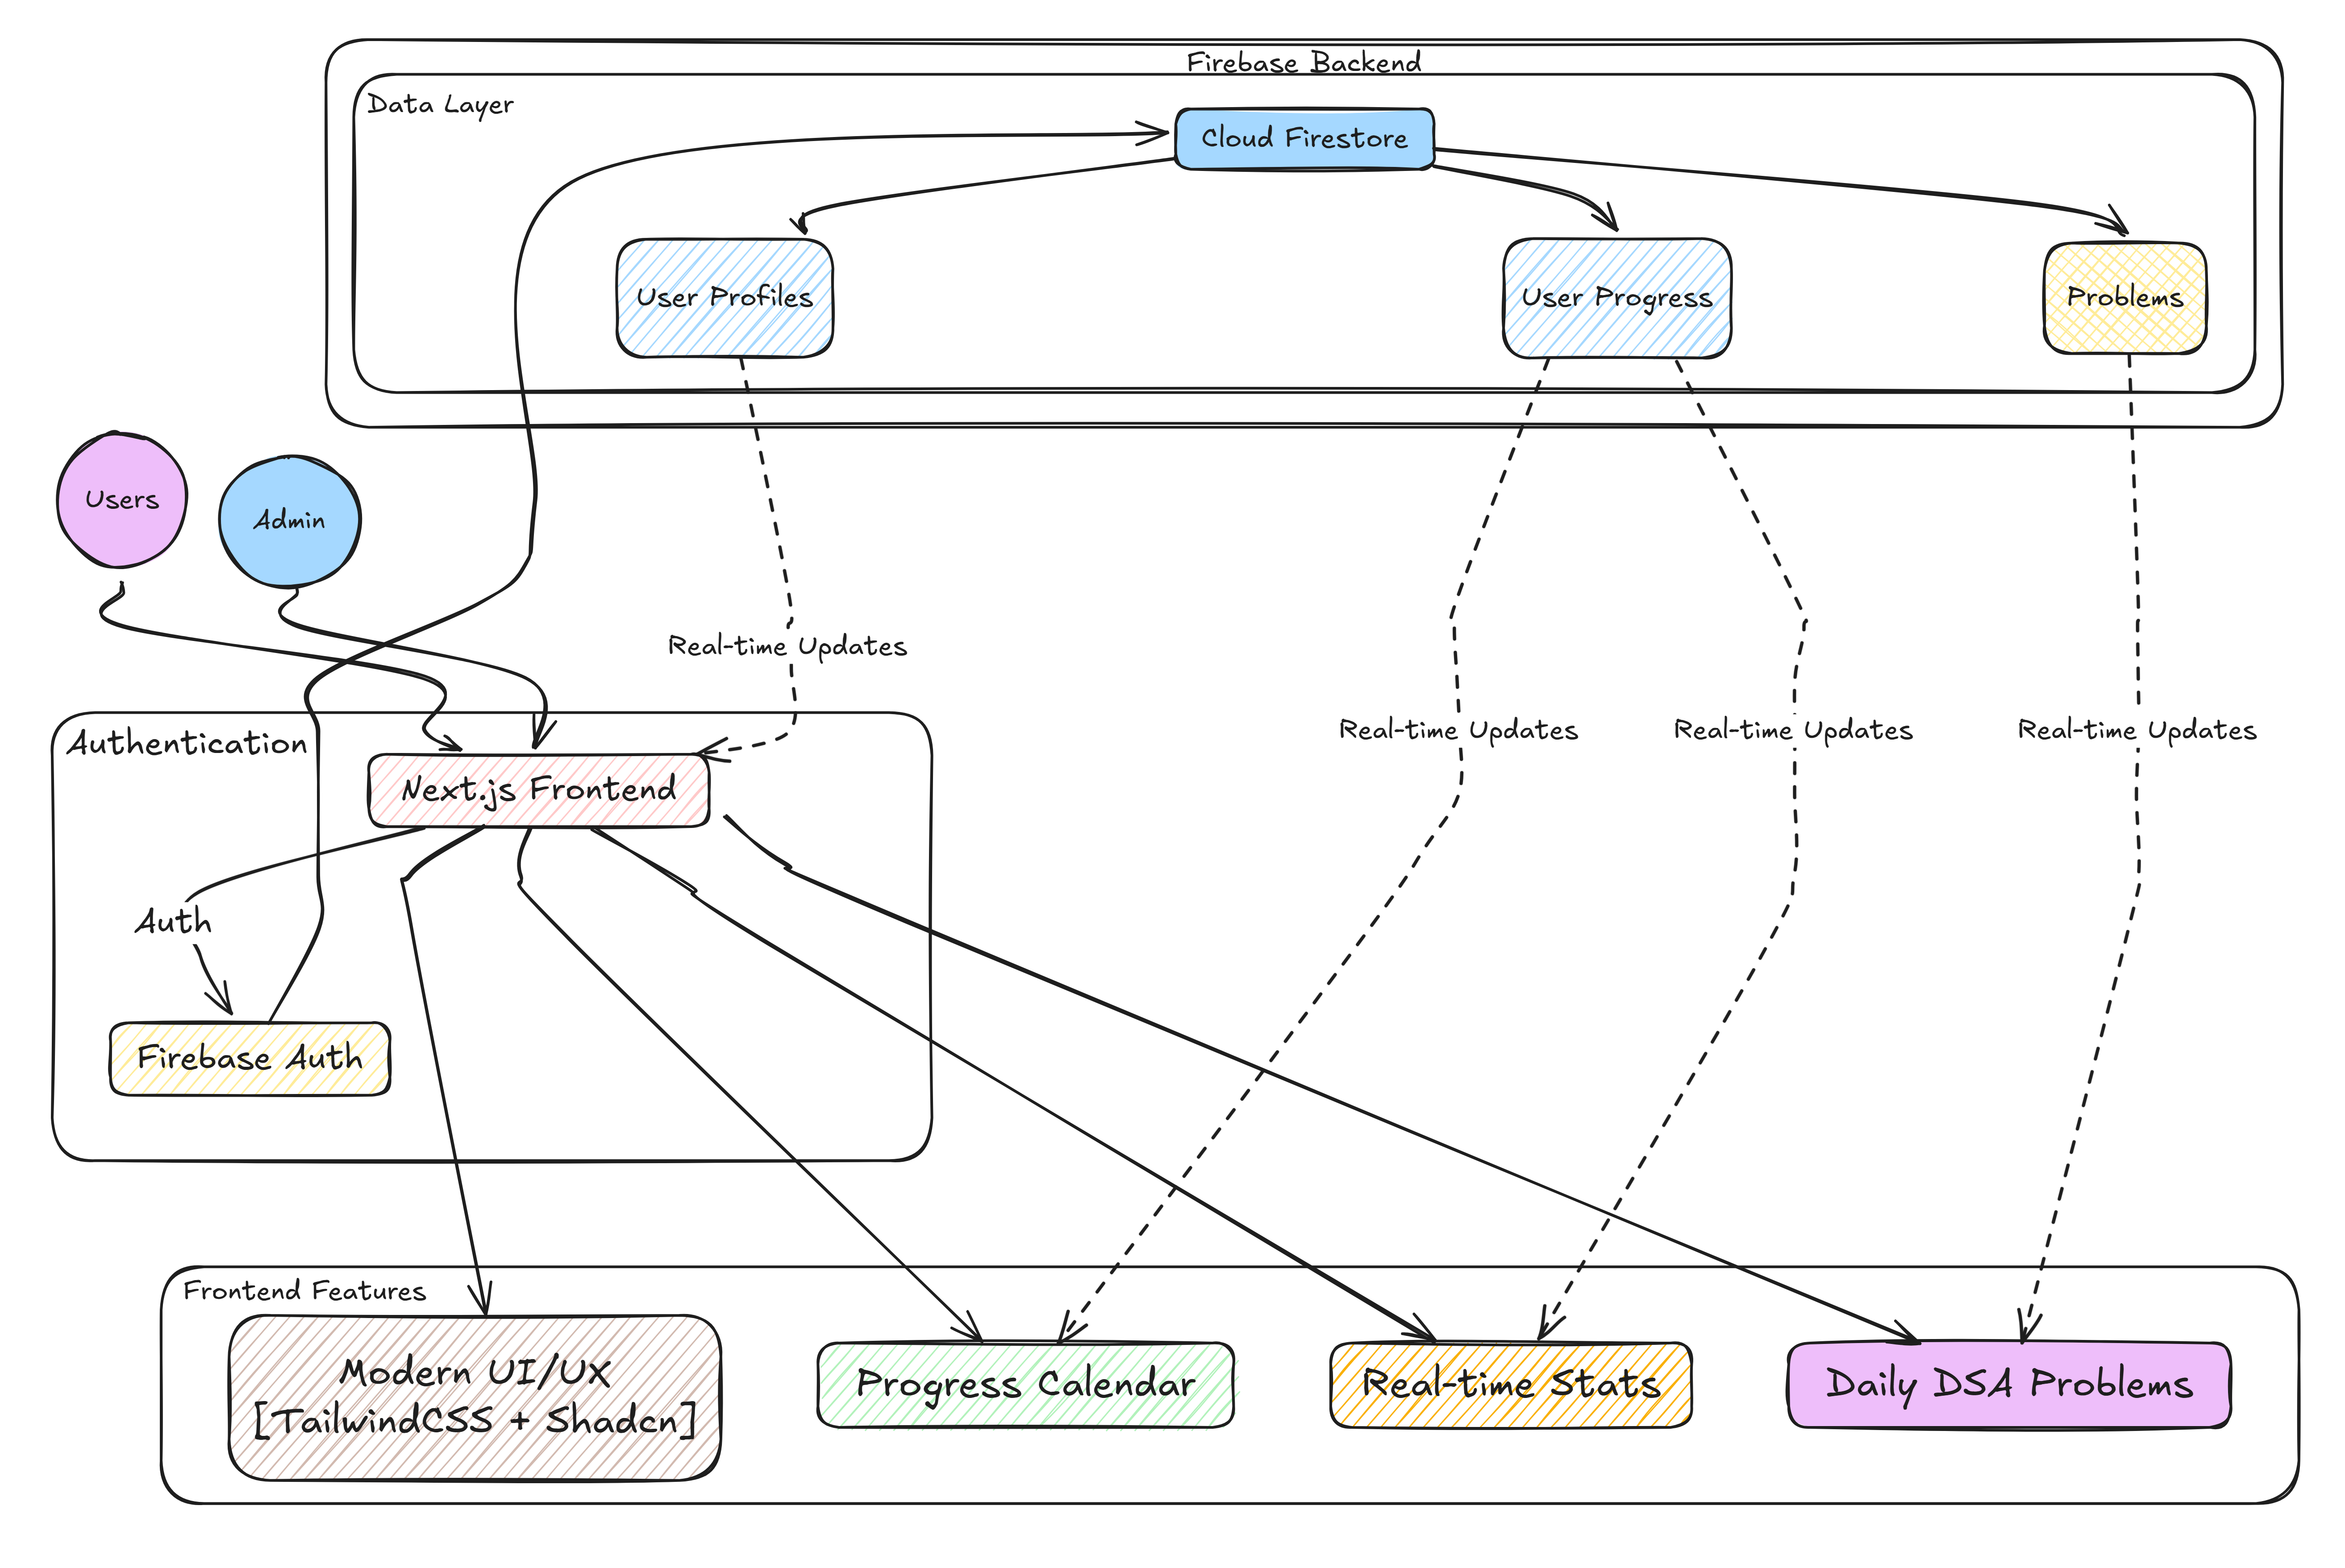 Firebase Backend
Data Layer
Cloud Firestore
User Profiles
User Progress
Problems
Users
Admin
Real-time Updates
Real-time Updates
Real-time Updates
Real-time Updates
Authentication
Next.js Frontend
Auth
Firebase Auth
Frontend Features
Modern UI/UX
[TailwindCSS + Shadcn]
Progress Calendar
Real-time Stats
Daily DSA Problems